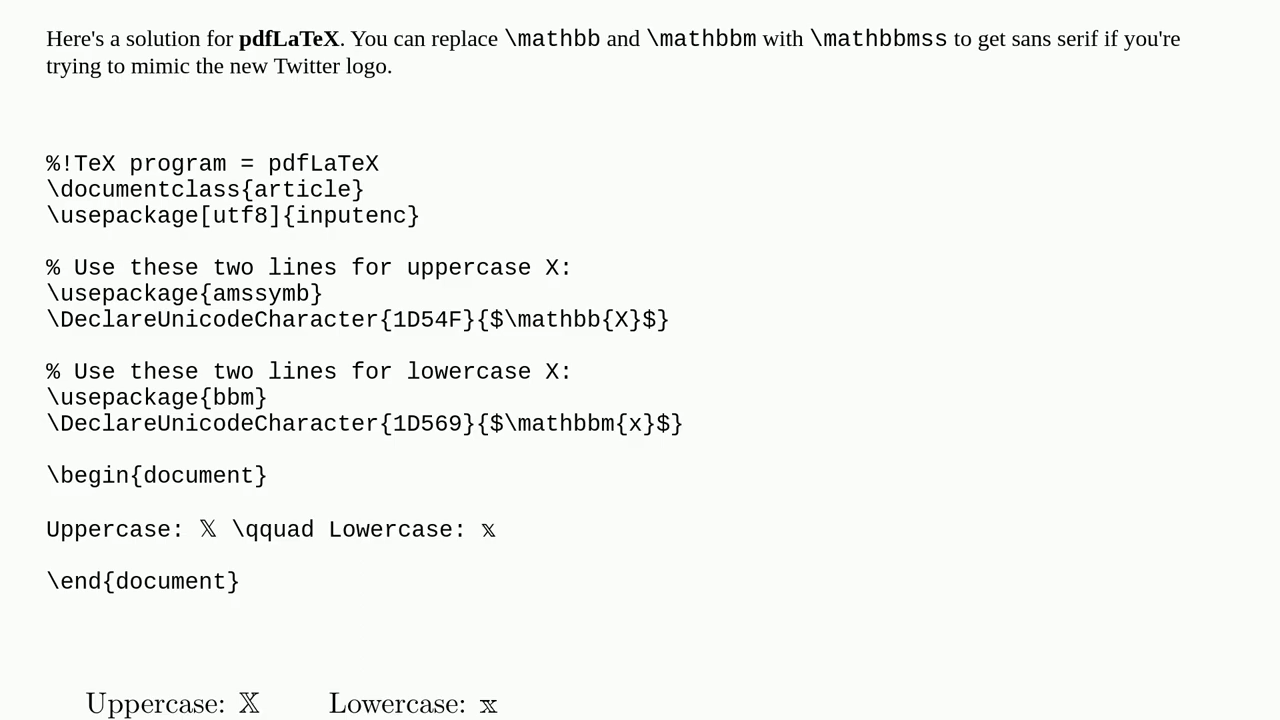 Here's a solution for pdfLaTeX. You can replace \mathbb and \mathbbm with \mathbbmss to get sans serif if you're
trying to mimic the new Twitter logo.
%!TeX program = pdfLaTeX
\documentclass{article}
\usepackage[utf8]{inputenc}
% Use these two lines for uppercase X:
\usepackage{amssymb}
\DeclareUnicodeCharacter{1D54F}{$\mathbb{X}$}
% Use these two lines for lowercase X:
\usepackage{bbm}
\DeclareUnicodeCharacter{1D569}{$\mathbbm{x}$}
\begin{document}
Uppercase: 𝕏 \qquad Lowercase: 𝕩
\end{document}
Uppercase: 𝕏 Lowercase: 𝕩